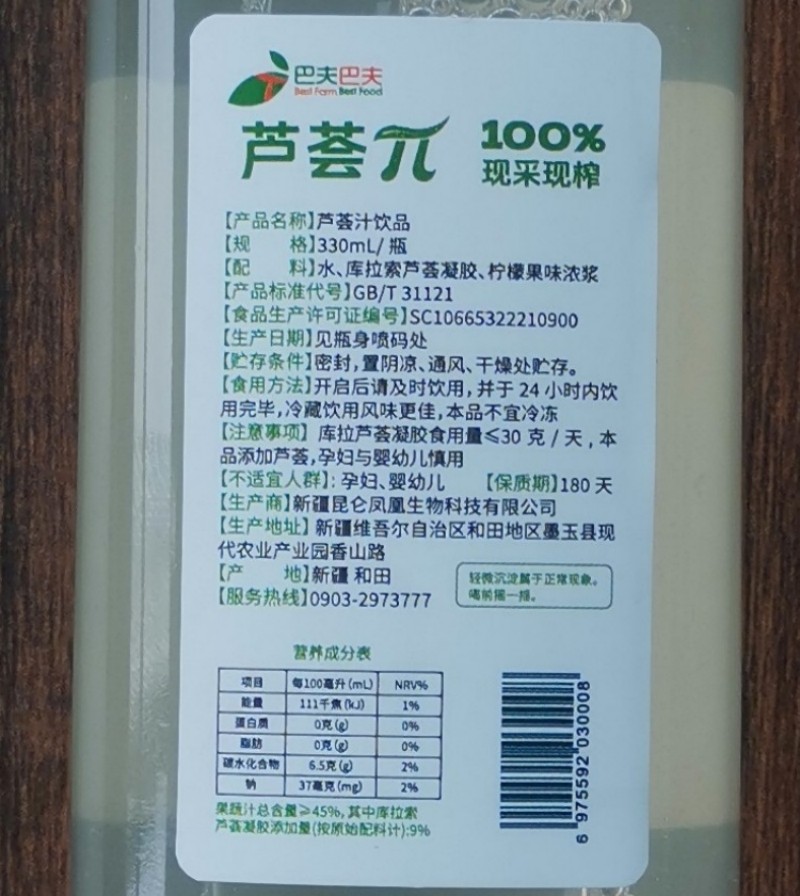 巴夫巴夫
Best Farm Best Food
芦荟π
100%
现采现榨
【产品名称】芦荟汁饮品
【规 格】330mL/ 瓶
【配 料】水、库拉索芦荟凝胶、柠檬果味浓浆
【产品标准代号】GB/T 31121
【食品生产许可证编号】SC10665322210900
【生产日期】见瓶身喷码处
【贮存条件】密封,置阴凉、通风、干燥处贮存。
【食用方法】开启后请及时饮用,并于 24 小时内饮
用完毕,冷藏饮用风味更佳,本品不宜冷冻
【注意事项】 库拉芦荟凝胶食用量≤30 克 / 天 , 本
品添加芦荟,孕妇与婴幼儿慎用
【不适宜人群】: 孕妇、婴幼儿 【保质期】180 天
【生产商】新疆昆仑凤凰生物科技有限公司
【生产地址】 新疆维吾尔自治区和田地区墨玉县现
代农业产业园香山路
【产 地】新疆 和田
【服务热线】0903-2973777
轻微沉淀属于正常现象。
喝前摇一摇。
营养成分表
项目 每100毫升(mL) NRV%
能量 111千焦(kJ) 1%
蛋白质 0克(g) 0%
脂肪 0克(g) 0%
碳水化合物 6.5克(g) 2%
钠 37毫克(mg) 2%
果蔬汁总含量≥45%, 其中库拉索
芦荟凝胶添加量(按原始配料计):9%
6 975592 030008